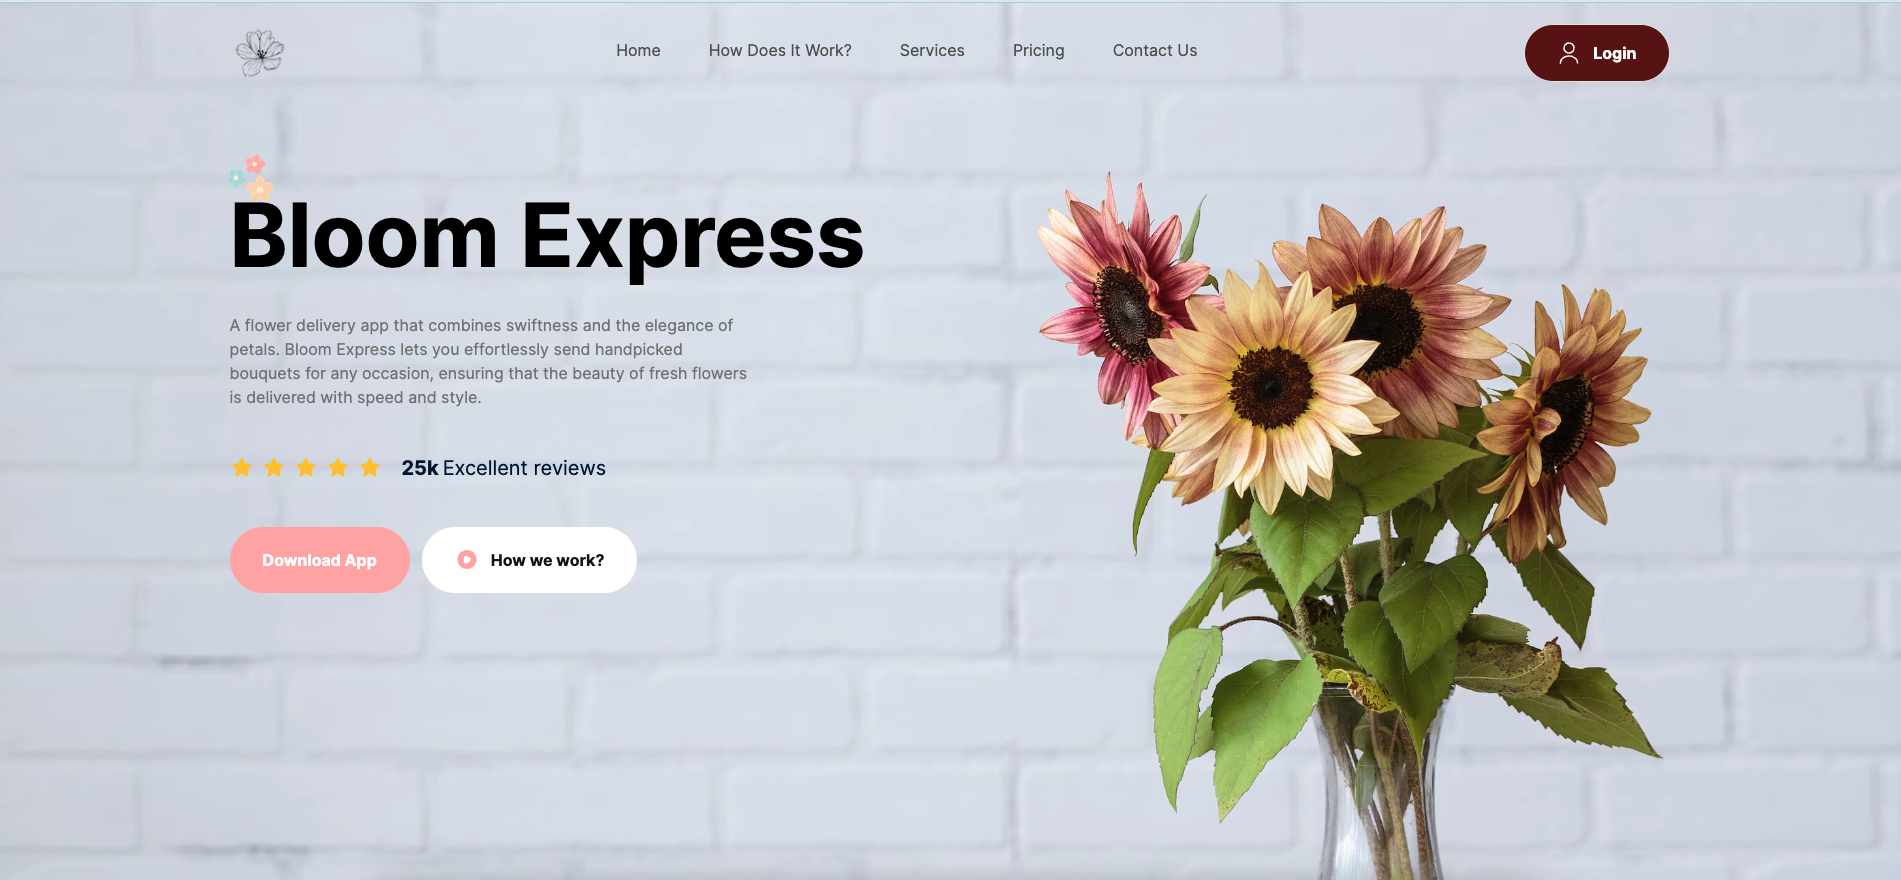 Home How Does It Work? Services Pricing Contact Us Login
Bloom Express
A flower delivery app that combines swiftness and the elegance of
petals. Bloom Express lets you effortlessly send handpicked
bouquets for any occasion, ensuring that the beauty of fresh flowers
is delivered with speed and style.
25k Excellent reviews
Download App How we work?